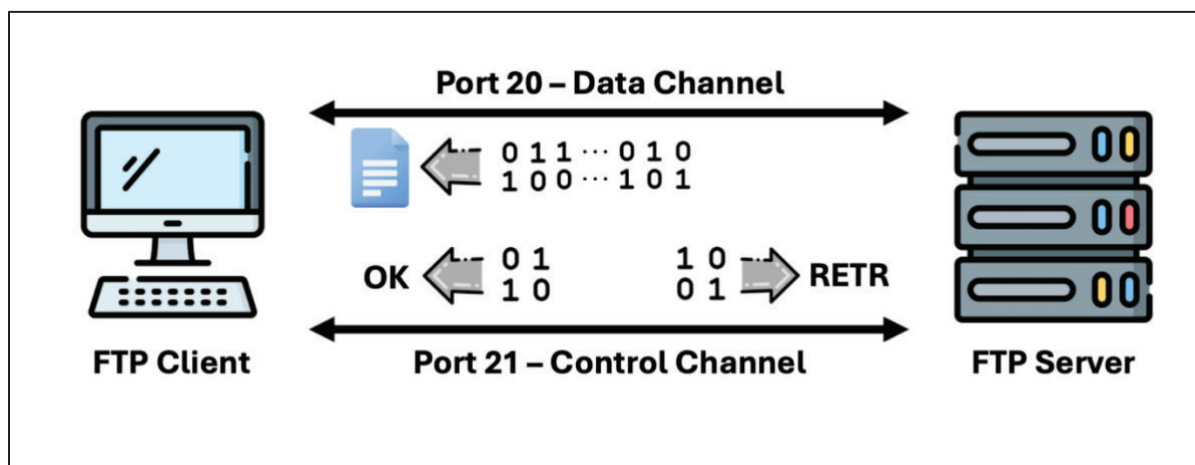 Port 20 – Data Channel
0 1 1 ··· 0 1 0
1 0 0 ··· 1 0 1
OK
0 1
1 0
1 0
0 1
RETR
FTP Client
Port 21 – Control Channel
FTP Server